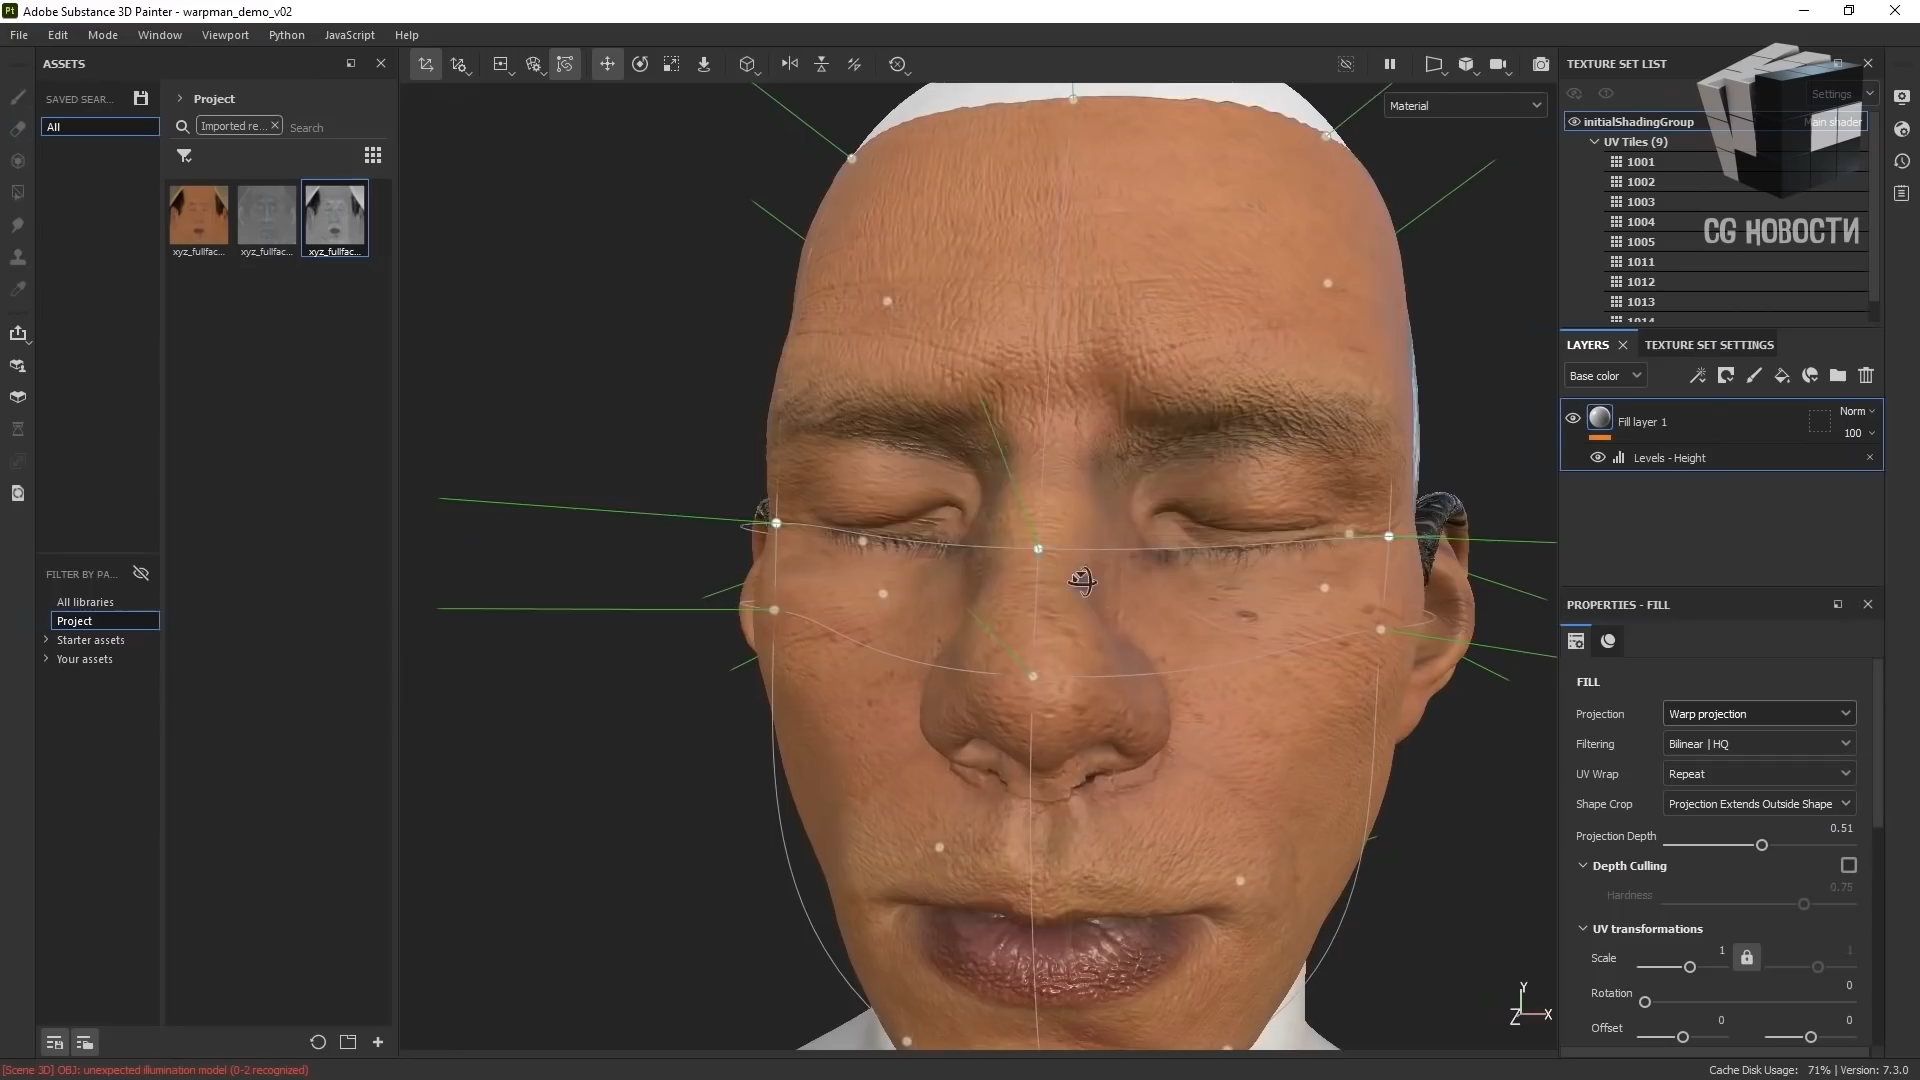 Pt Adobe Substance 3D Painter - warpman_demo_v02
File Edit Mode Window Viewport Python JavaScript Help
ASSETS
SAVED SEAR...
All
Project
Imported re...
Search
xyz_fullfac...
xyz_fullfac...
xyz_fullfac...
FILTER BY PA...
All libraries
Project
Starter assets
Your assets
Material
Y
Z
X
TEXTURE SET LIST
Settings
initialShadingGroup
Main shader
UV Tiles (9)
1001
1002
1003
1004
1005
1011
1012
1013
1014
CG НОВОСТИ
LAYERS
TEXTURE SET SETTINGS
Base color
Fill layer 1
Norm
100
Levels - Height
PROPERTIES - FILL
FILL
Projection Warp projection
Filtering Bilinear | HQ
UV Wrap Repeat
Shape Crop Projection Extends Outside Shape
Projection Depth 0.51
Depth Culling
Hardness 0.75
UV transformations
Scale 1 1
Rotation 0
Offset 0 0
[Scene 3D] OBJ: unexpected illumination model (0-2 recognized)
Cache Disk Usage: 71% | Version: 7.3.0